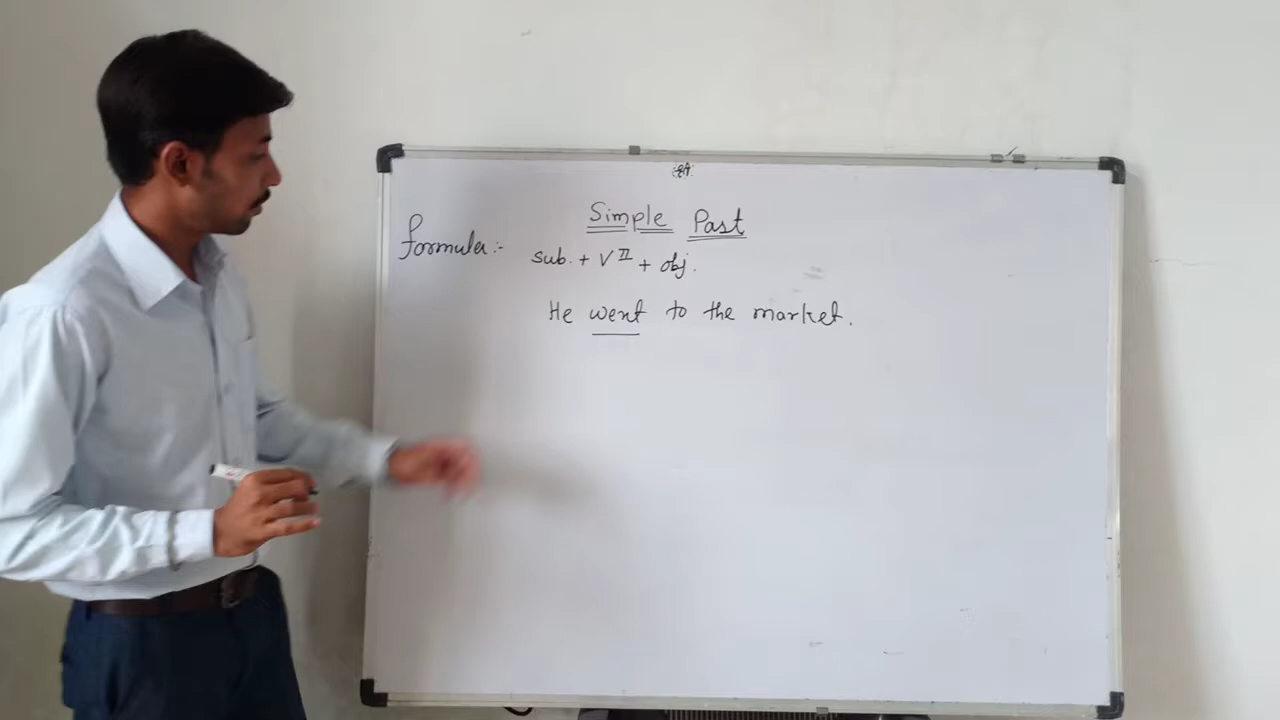 Simple Past
Formula:- sub. + V II + obj.
He went to the market.